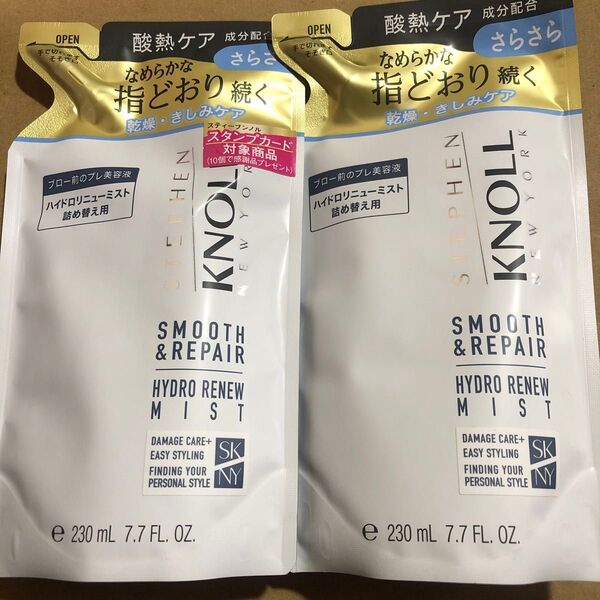 OPEN
酸熱ケア 成分配合
さらさら
なめらかな
指どおり 続く
乾燥・きしみケア
スティーブンノル
スタンプカード
対象商品
(10個で感謝品プレゼント)
ブロー前のプレ美容液
ハイドロリニューミスト
詰め替え用
STEPHEN
KNOLL
NEW YORK
SMOOTH
& REPAIR
HYDRO RENEW
MIST
DAMAGE CARE+
EASY STYLING
FINDING YOUR
PERSONAL STYLE
SK
NY
e 230 mL 7.7 FL. OZ.
OPEN
手で切れます
酸熱ケア 成分配合
さらさら
なめらかな
指どおり 続く
乾燥・きしみケア
ブロー前のプレ美容液
ハイドロリニューミスト
詰め替え用
STEPHEN
KNOLL
NEW YORK
SMOOTH
& REPAIR
HYDRO RENEW
MIST
DAMAGE CARE+
EASY STYLING
FINDING YOUR
PERSONAL STYLE
SK
NY
e 230 mL 7.7 FL. OZ.